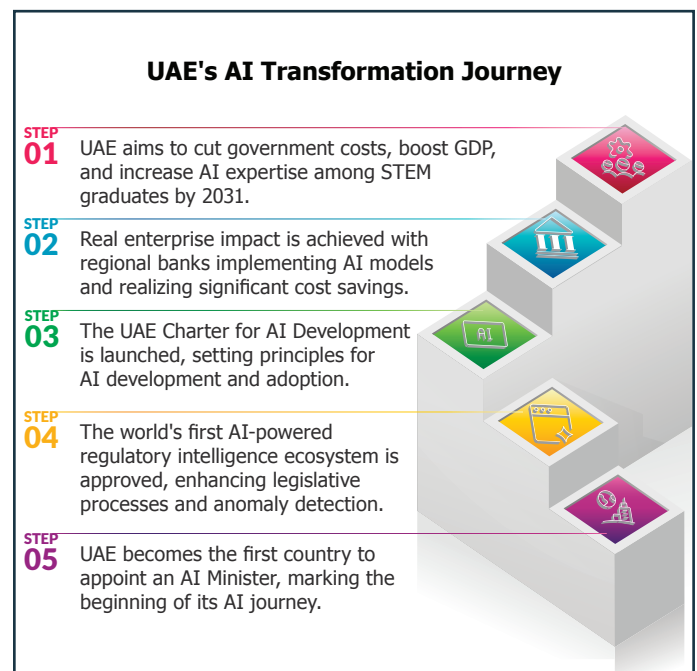 UAE's AI Transformation Journey
STEP
01
UAE aims to cut government costs, boost GDP,
and increase AI expertise among STEM
graduates by 2031.
STEP
02
Real enterprise impact is achieved with
regional banks implementing AI models
and realizing significant cost savings.
STEP
03
The UAE Charter for AI Development
is launched, setting principles for
AI development and adoption.
AI
STEP
04
The world's first AI-powered
regulatory intelligence ecosystem is
approved, enhancing legislative
processes and anomaly detection.
STEP
05
UAE becomes the first country to
appoint an AI Minister, marking the
beginning of its AI journey.